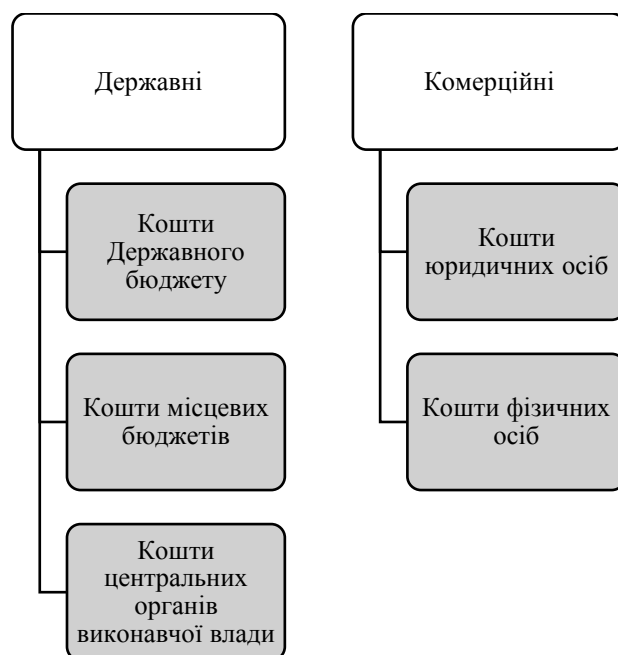 Державні
Кошти
Державного
бюджету
Кошти місцевих
бюджетів
Кошти
центральних
органів
виконавчої влади
Комерційні
Кошти
юридичних осіб
Кошти фізичних
осіб